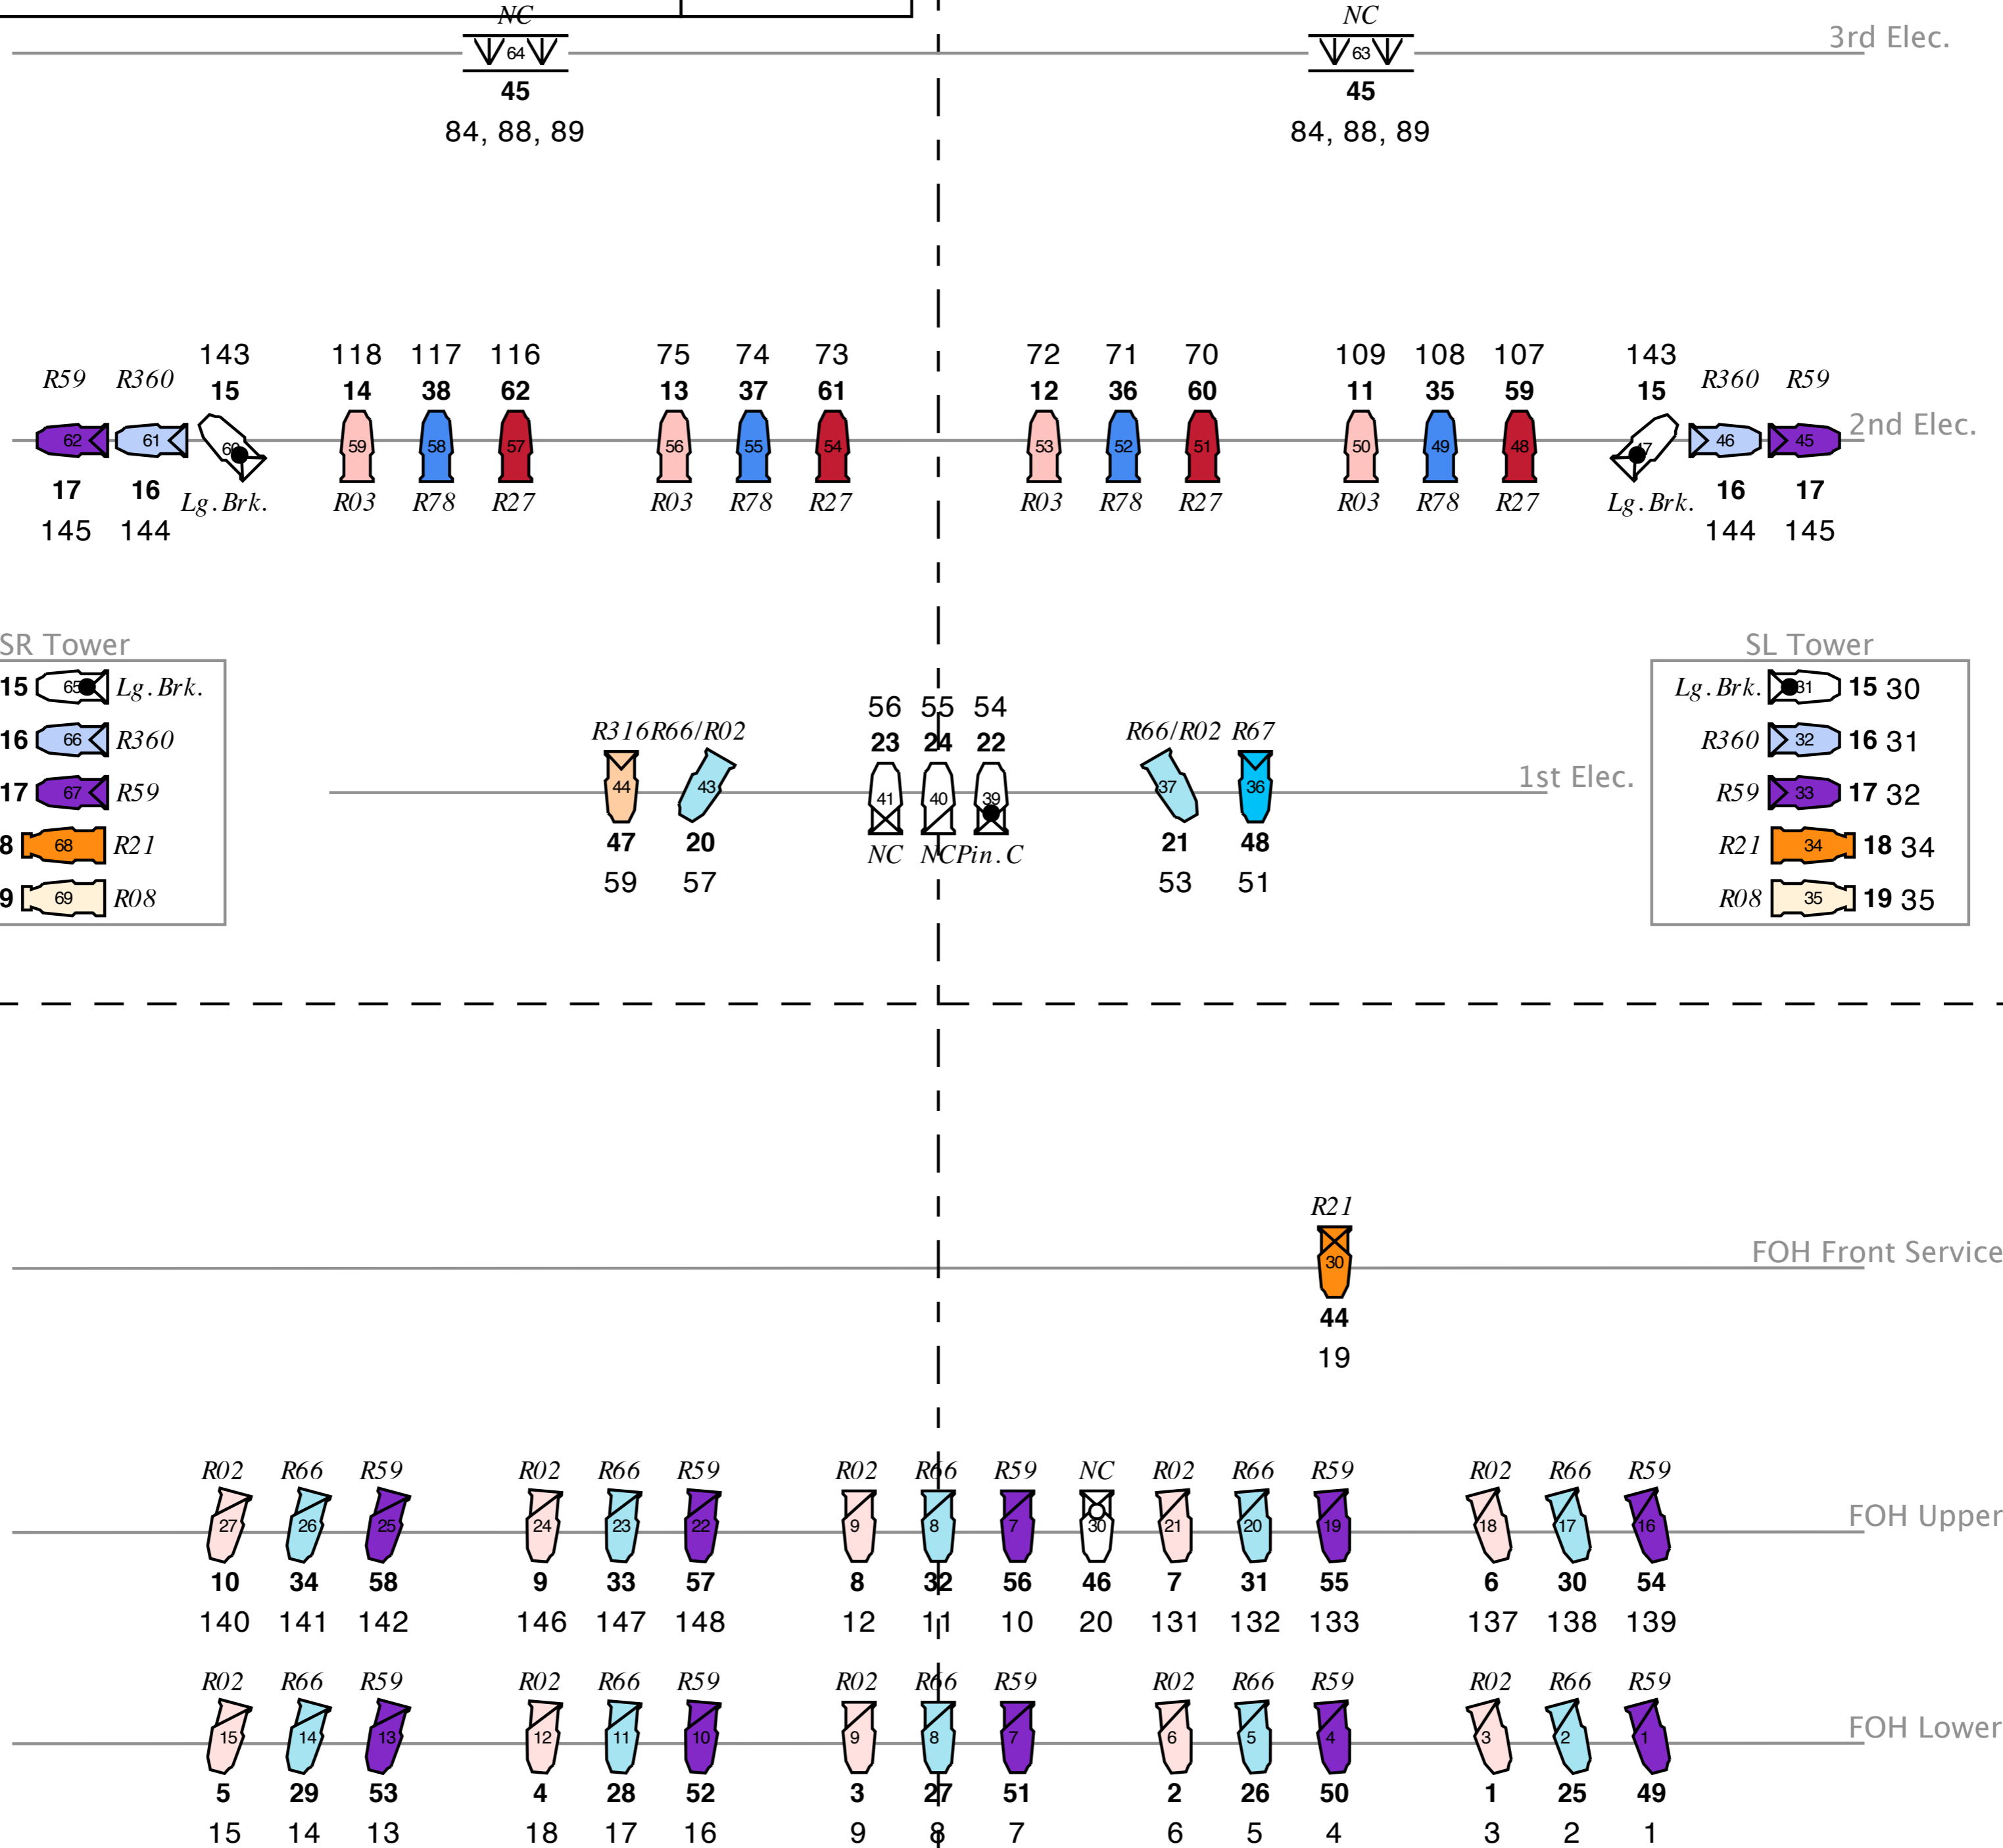 NC NC
64 63 3rd Elec.
45 45
84, 88, 89 84, 88, 89
143 118 117 116 75 74 73 72 71 70 109 108 107 143
R59 R360 15 14 38 62 13 37 61 12 36 60 11 35 59 15 R360 R59
62 61 59 58 57 56 55 54 53 52 51 50 49 48 46 45 2nd Elec.
17 16 Lg.Brk. R03 R78 R27 R03 R78 R27 R03 R78 R27 R03 R78 R27 Lg.Brk. 16 17
145 144 144 145
SR Tower
15 65 Lg.Brk.
16 66 R360
17 67 R59
8 68 R21
9 69 R08
56 55 54
R316 R66/R02 23 24 22 R66/R02 R67
44 43 41 40 39 37 36 1st Elec.
47 20 NC NC Pin.C 21 48
59 57 53 51
SL Tower
Lg.Brk. 31 15 30
R360 32 16 31
R59 33 17 32
R21 34 18 34
R08 35 19 35
R21
30 FOH Front Service
44
19
R02 R66 R59 R02 R66 R59 R02 R66 R59 NC R02 R66 R59 R02 R66 R59
27 26 25 24 23 22 9 8 7 30 21 20 19 18 17 16 FOH Upper
10 34 58 9 33 57 8 32 56 46 7 31 55 6 30 54
140 141 142 146 147 148 12 11 10 20 131 132 133 137 138 139
R02 R66 R59 R02 R66 R59 R02 R66 R59 R02 R66 R59 R02 R66 R59
15 14 13 12 11 10 9 8 7 6 5 4 3 2 1 FOH Lower
5 29 53 4 28 52 3 27 51 2 26 50 1 25 49
15 14 13 18 17 16 9 8 7 6 5 4 3 2 1